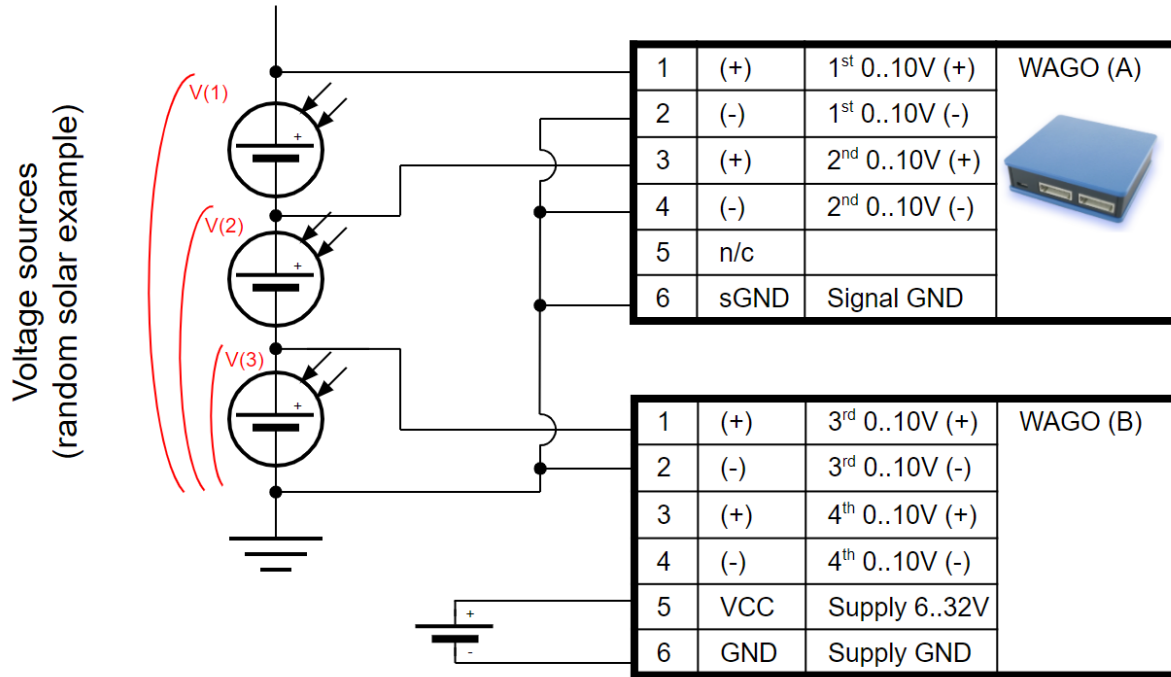 Voltage sources
(random solar example)
V(1)
+
V(2)
+
V(3)
+
1 (+) 1st 0..10V (+) WAGO (A)
2 (-) 1st 0..10V (-)
3 (+) 2nd 0..10V (+)
4 (-) 2nd 0..10V (-)
5 n/c
6 sGND Signal GND
1 (+) 3rd 0..10V (+) WAGO (B)
2 (-) 3rd 0..10V (-)
3 (+) 4th 0..10V (+)
4 (-) 4th 0..10V (-)
5 VCC Supply 6..32V
6 GND Supply GND
+
-